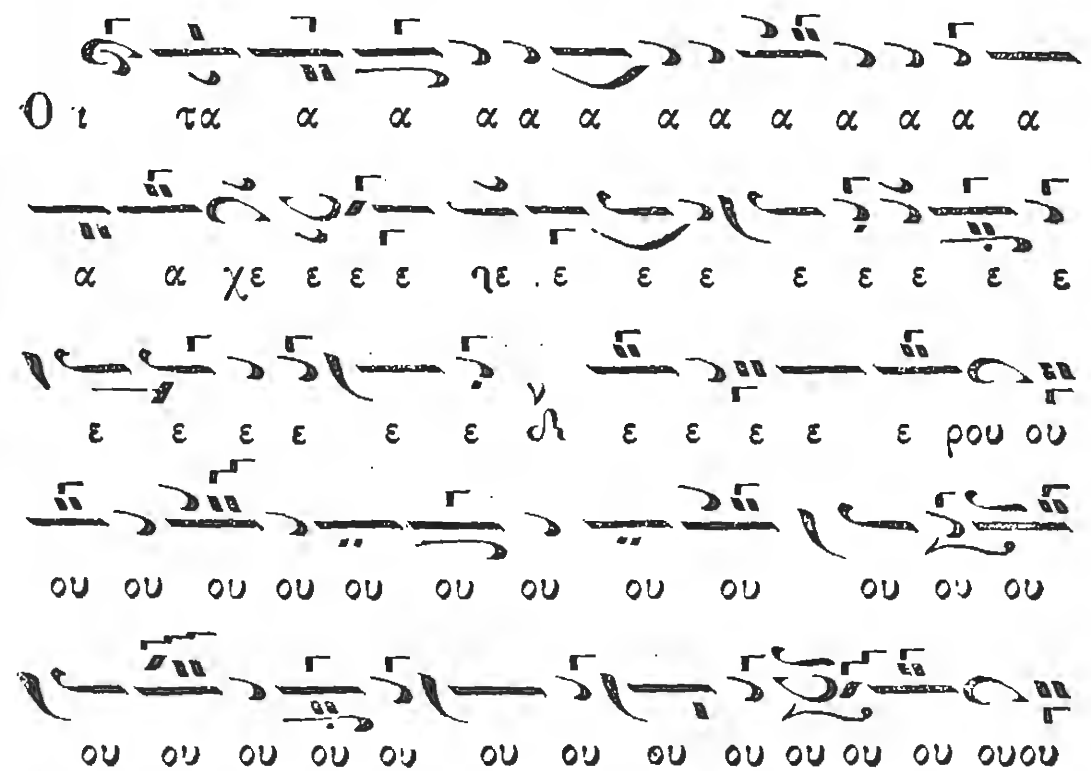 Ο ι τα α α α α α α α α α α α
α α χε ε ε ε ηε . ε ε ε ε ε ε ε ε
ε ε ε ε ε ε ν δι ε ε ε ε ε ρου ου
ου ου ου ου ου ου ου ου ου ου ου ου
ου ου ου ου ου ου ου ου ου ου ου ου ουου